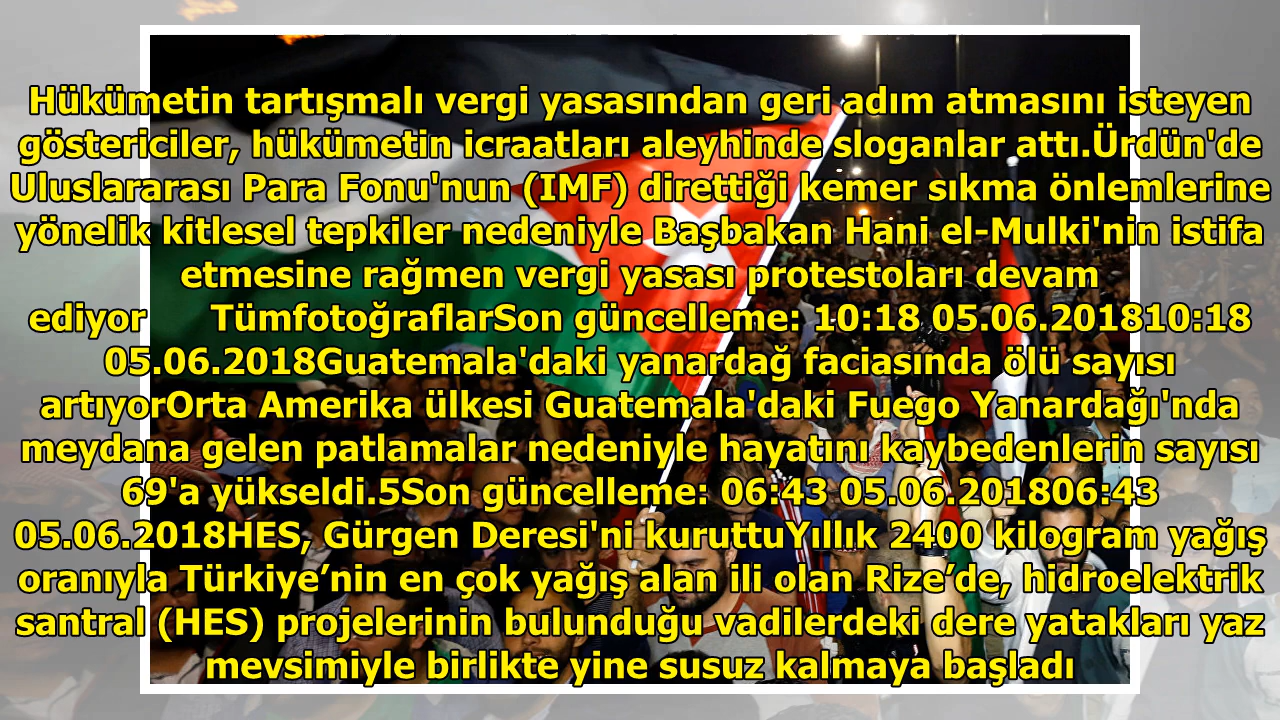 Hükümetin tartışmalı vergi yasasından geri adım atmasını isteyen
göstericiler, hükümetin icraatları aleyhinde sloganlar attı.Ürdün'de
Uluslararası Para Fonu'nun (IMF) direttiği kemer sıkma önlemlerine
yönelik kitlesel tepkiler nedeniyle Başbakan Hani el-Mulki'nin istifa
etmesine rağmen vergi yasası protestoları devam
ediyor TümfotoğraflarSon güncelleme: 10:18 05.06.201810:18
05.06.2018Guatemala'daki yanardağ faciasında ölü sayısı
artıyorOrta Amerika ülkesi Guatemala'daki Fuego Yanardağı'nda
meydana gelen patlamalar nedeniyle hayatını kaybedenlerin sayısı
69'a yükseldi.5Son güncelleme: 06:43 05.06.201806:43
05.06.2018HES, Gürgen Deresi'ni kuruttuYıllık 2400 kilogram yağış
oranıyla Türkiye’nin en çok yağış alan ili olan Rize’de, hidroelektrik
santral (HES) projelerinin bulunduğu vadilerdeki dere yatakları yaz
mevsimiyle birlikte yine susuz kalmaya başladı